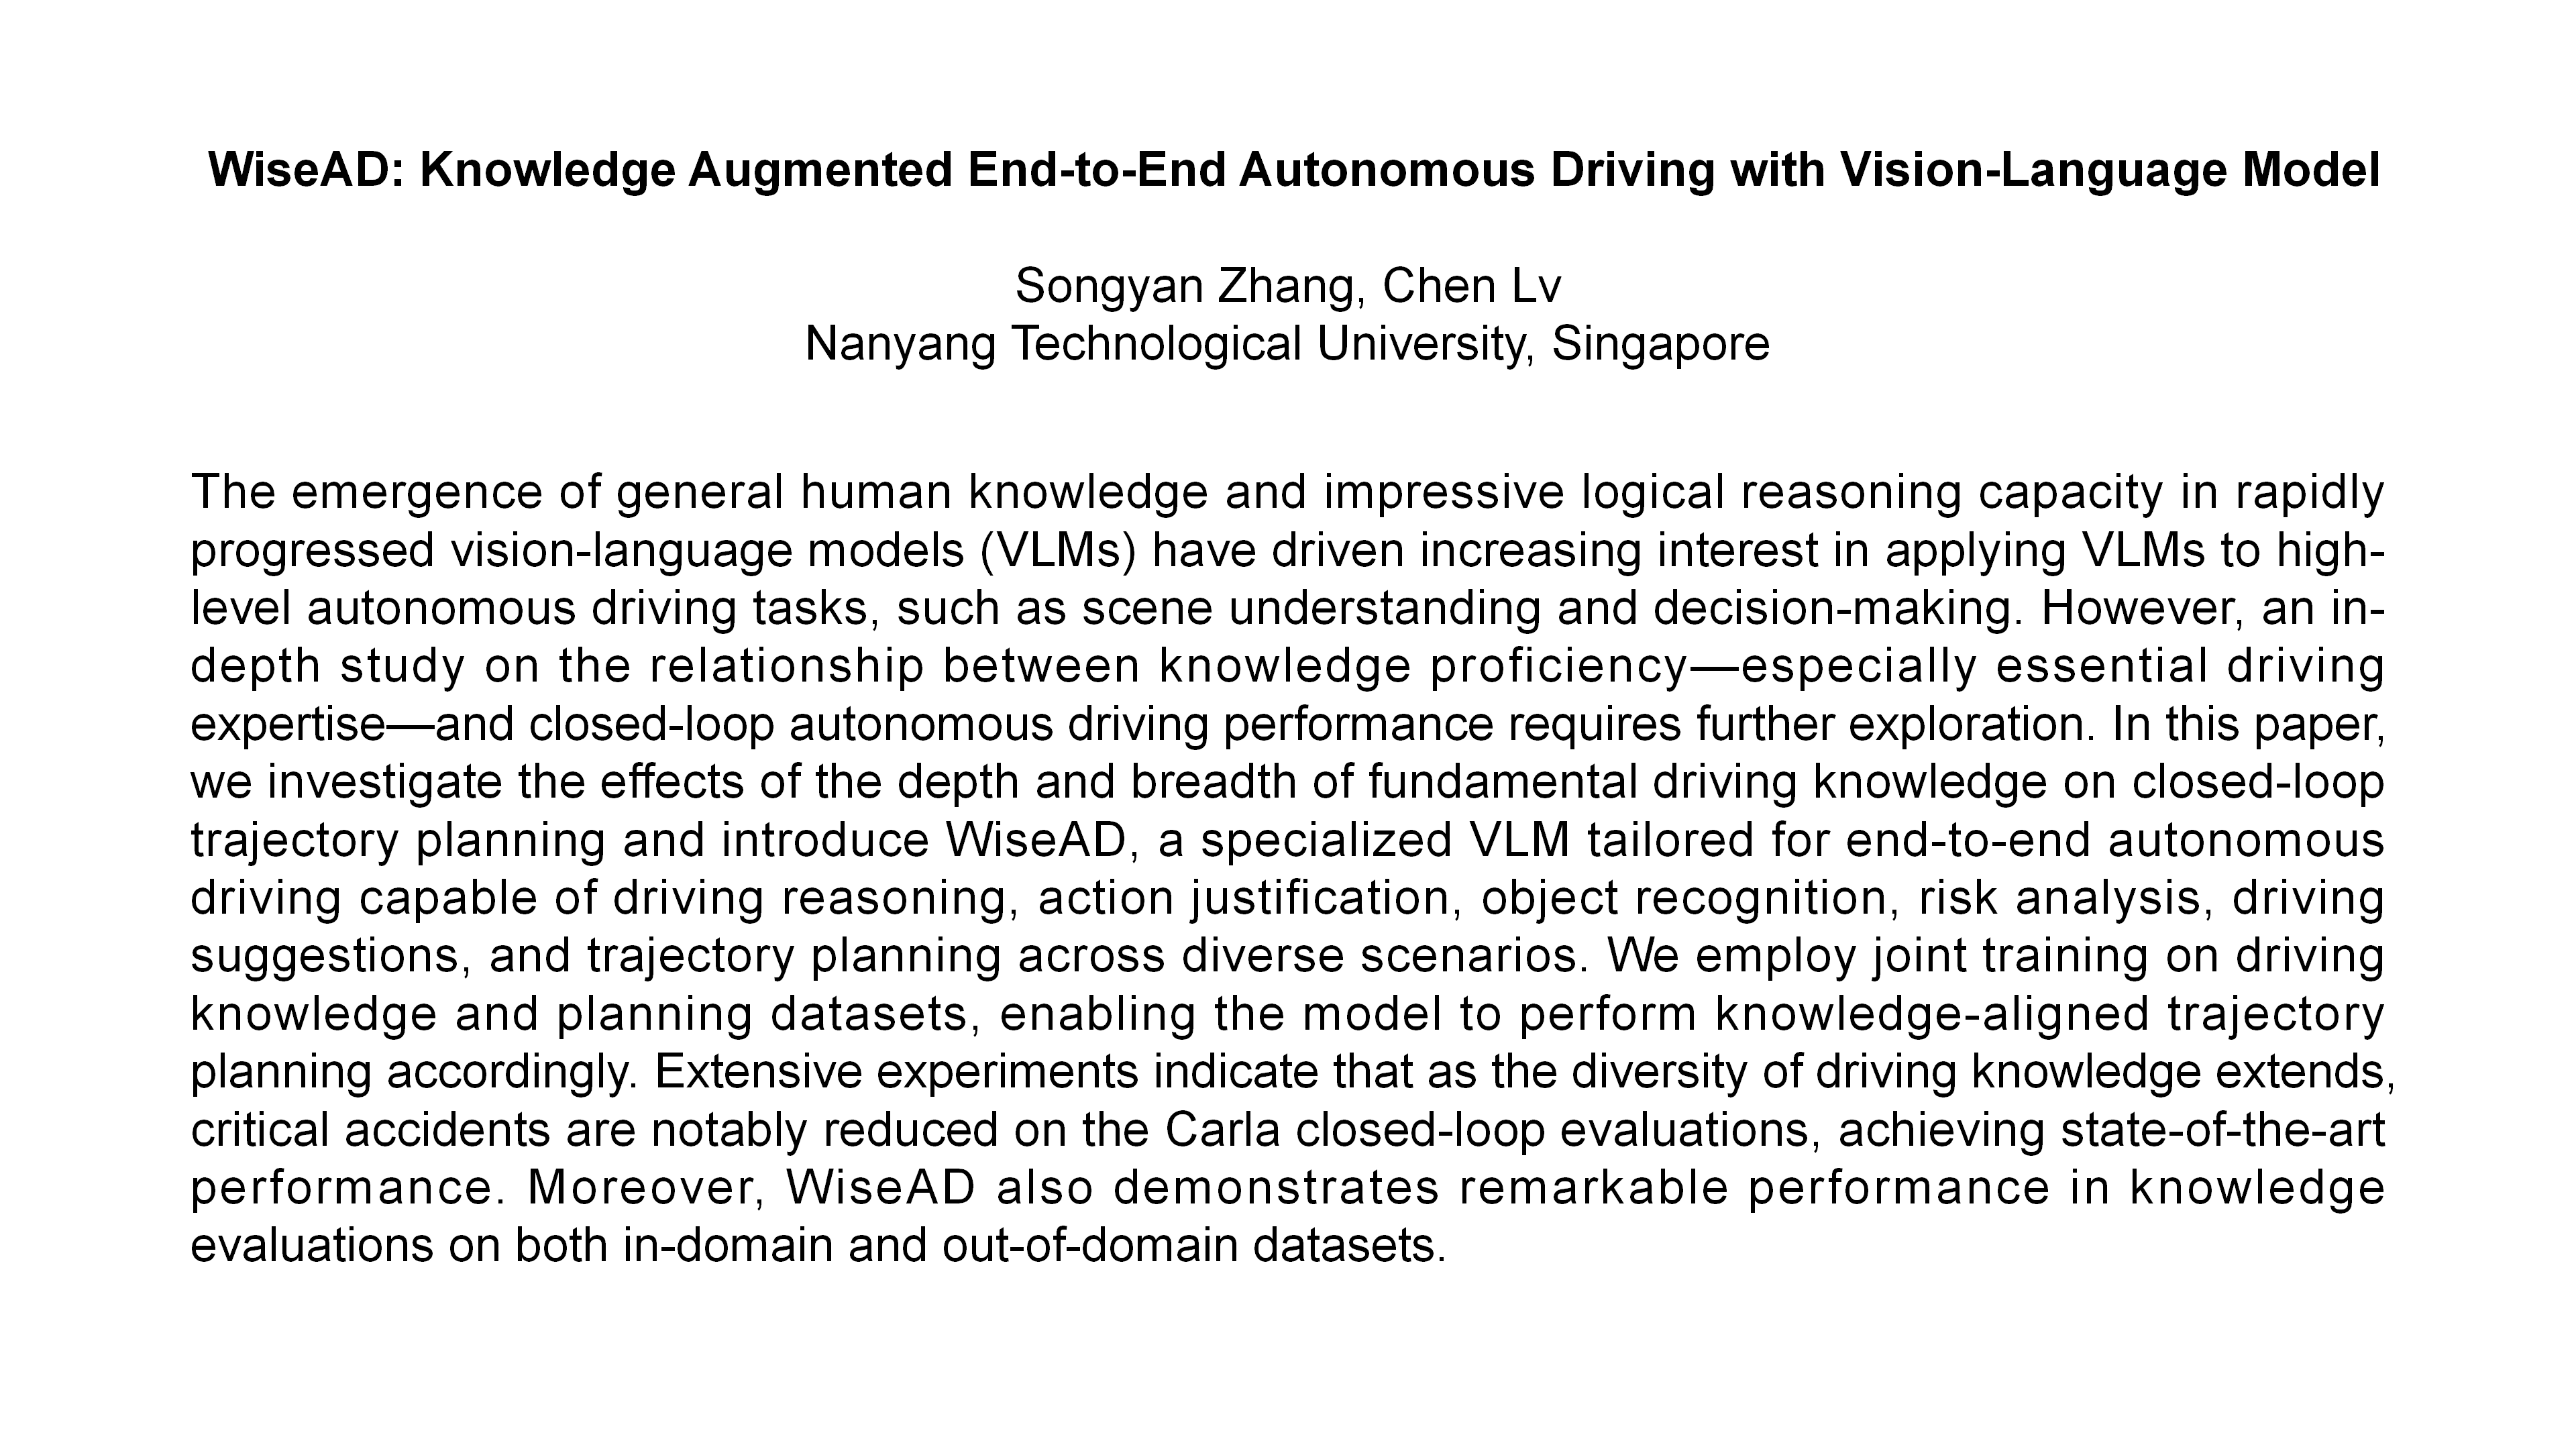 WiseAD: Knowledge Augmented End-to-End Autonomous Driving with Vision-Language Model
Songyan Zhang, Chen Lv
Nanyang Technological University, Singapore
The emergence of general human knowledge and impressive logical reasoning capacity in rapidly
progressed vision-language models (VLMs) have driven increasing interest in applying VLMs to high-
level autonomous driving tasks, such as scene understanding and decision-making. However, an in-
depth study on the relationship between knowledge proficiency—especially essential driving
expertise—and closed-loop autonomous driving performance requires further exploration. In this paper,
we investigate the effects of the depth and breadth of fundamental driving knowledge on closed-loop
trajectory planning and introduce WiseAD, a specialized VLM tailored for end-to-end autonomous
driving capable of driving reasoning, action justification, object recognition, risk analysis, driving
suggestions, and trajectory planning across diverse scenarios. We employ joint training on driving
knowledge and planning datasets, enabling the model to perform knowledge-aligned trajectory
planning accordingly. Extensive experiments indicate that as the diversity of driving knowledge extends,
critical accidents are notably reduced on the Carla closed-loop evaluations, achieving state-of-the-art
performance. Moreover, WiseAD also demonstrates remarkable performance in knowledge
evaluations on both in-domain and out-of-domain datasets.